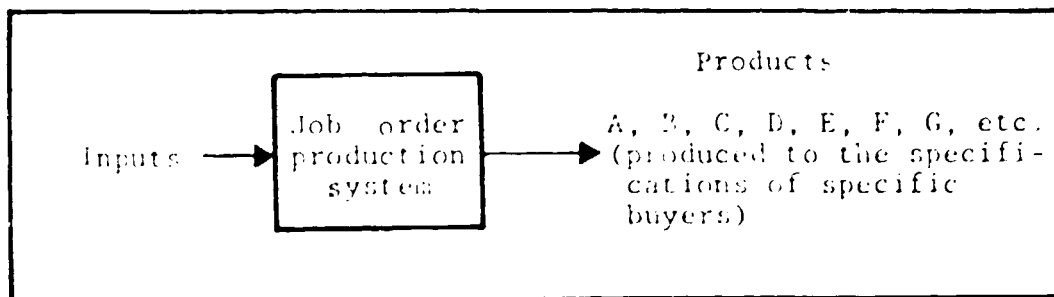 Products
Inputs
Job order
production
system
A, B, C, D, E, F, G, etc.
(produced to the specifi-
cations of specific
buyers)